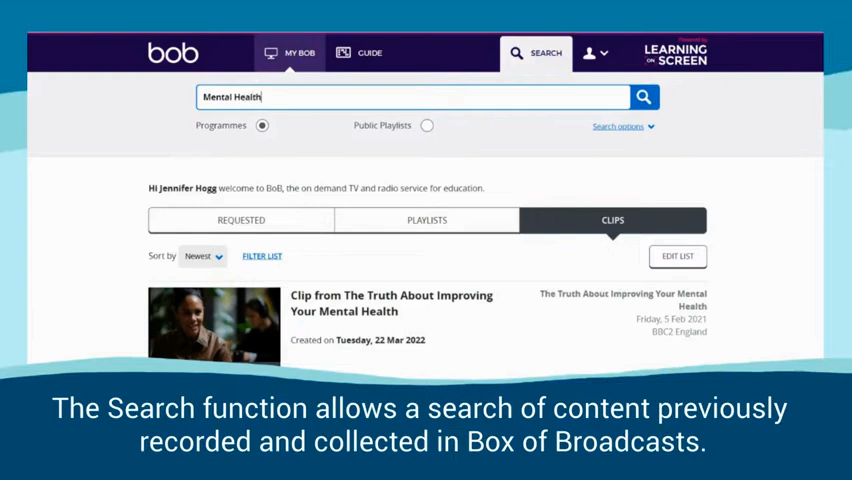 bob
MY BOB
GUIDE
SEARCH
Powered by
LEARNING
ON SCREEN
Mental Health
Programmes
Public Playlists
Search options
Hi Jennifer Hogg welcome to BoB, the on demand TV and radio service for education.
REQUESTED
PLAYLISTS
CLIPS
Sort by
Newest
FILTER LIST
EDIT LIST
Clip from The Truth About Improving
Your Mental Health
Created on Tuesday, 22 Mar 2022
The Truth About Improving Your Mental
Health
Friday, 5 Feb 2021
BBC2 England
The Search function allows a search of content previously
recorded and collected in Box of Broadcasts.